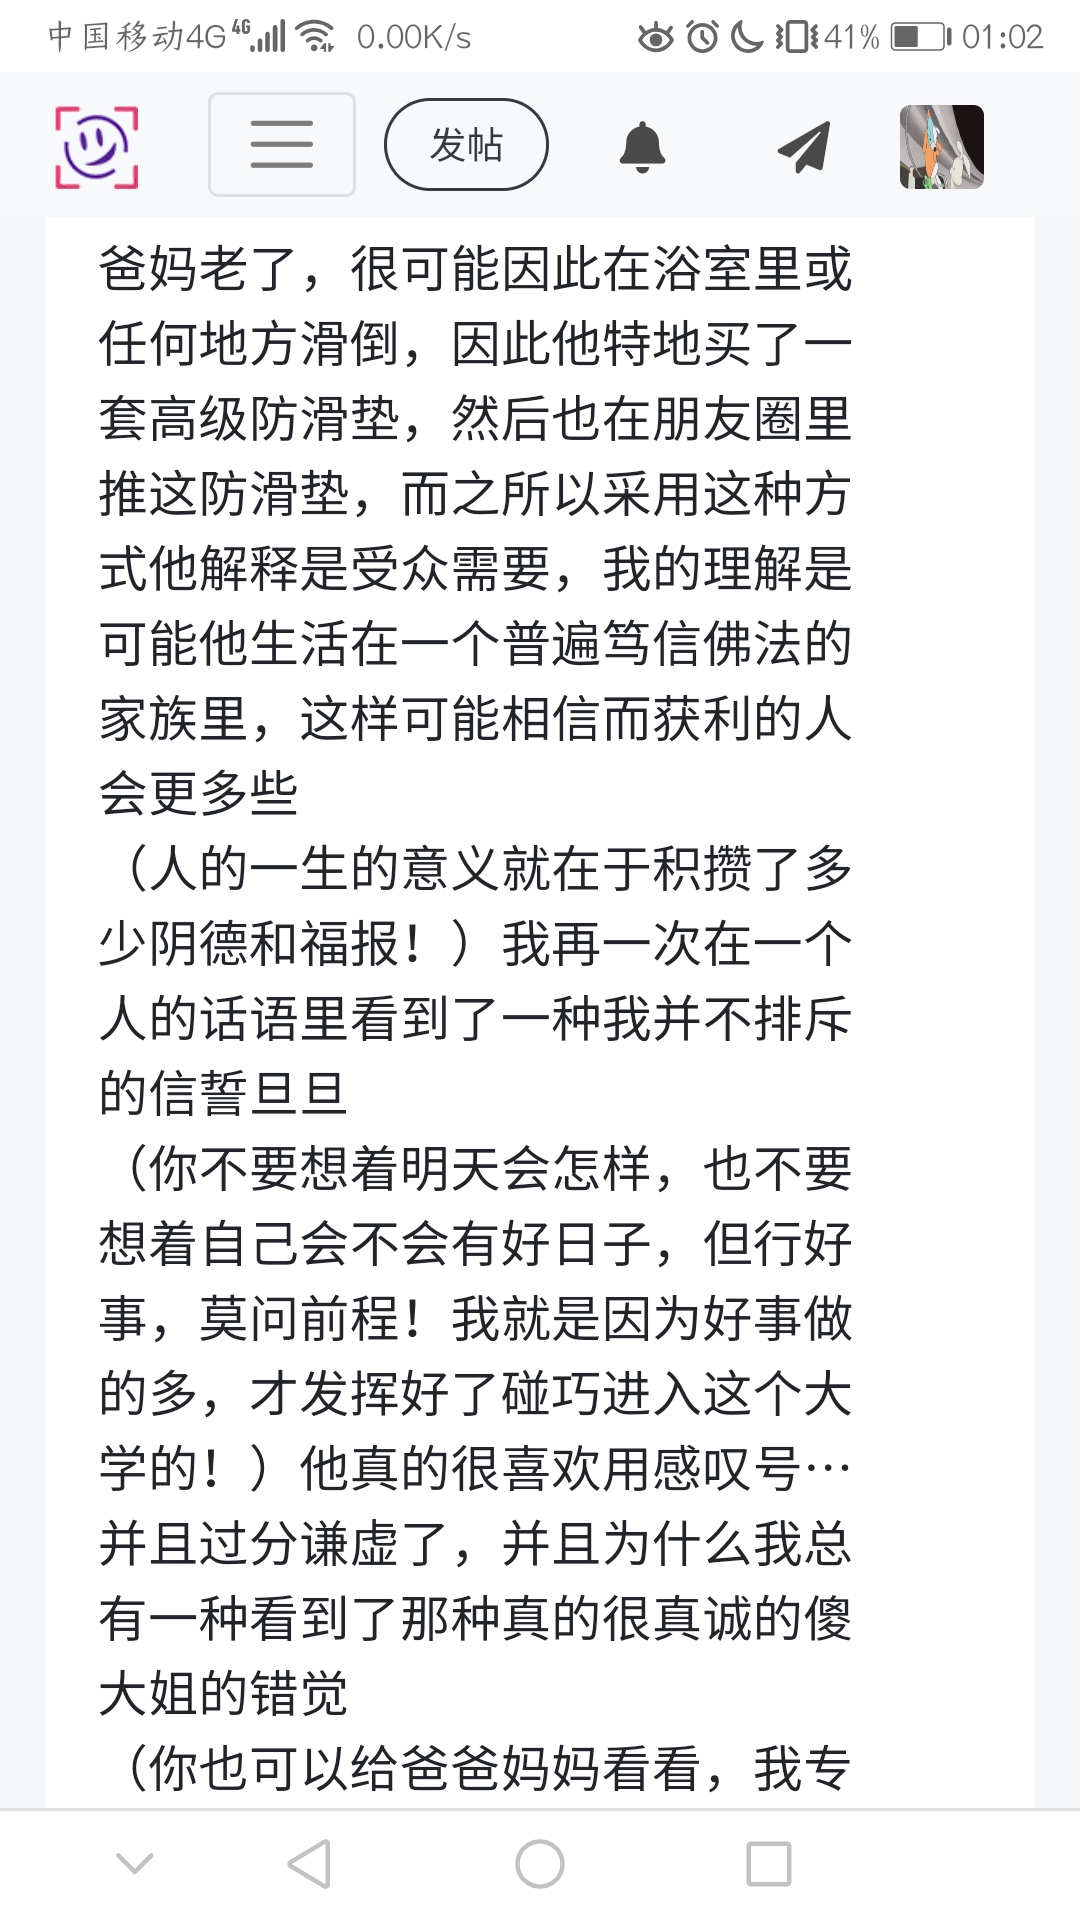 中国移动4G 4G 0.00K/s 41% 01:02
发帖
爸妈老了，很可能因此在浴室里或
任何地方滑倒，因此他特地买了一
套高级防滑垫，然后也在朋友圈里
推这防滑垫，而之所以采用这种方
式他解释是受众需要，我的理解是
可能他生活在一个普遍笃信佛法的
家族里，这样可能相信而获利的人
会更多些
（人的一生的意义就在于积攒了多
少阴德和福报！）我再一次在一个
人的话语里看到了一种我并不排斥
的信誓旦旦
（你不要想着明天会怎样，也不要
想着自己会不会有好日子，但行好
事，莫问前程！我就是因为好事做
的多，才发挥好了碰巧进入这个大
学的！）他真的很喜欢用感叹号…
并且过分谦虚了，并且为什么我总
有一种看到了那种真的很真诚的傻
大姐的错觉
（你也可以给爸爸妈妈看看，我专